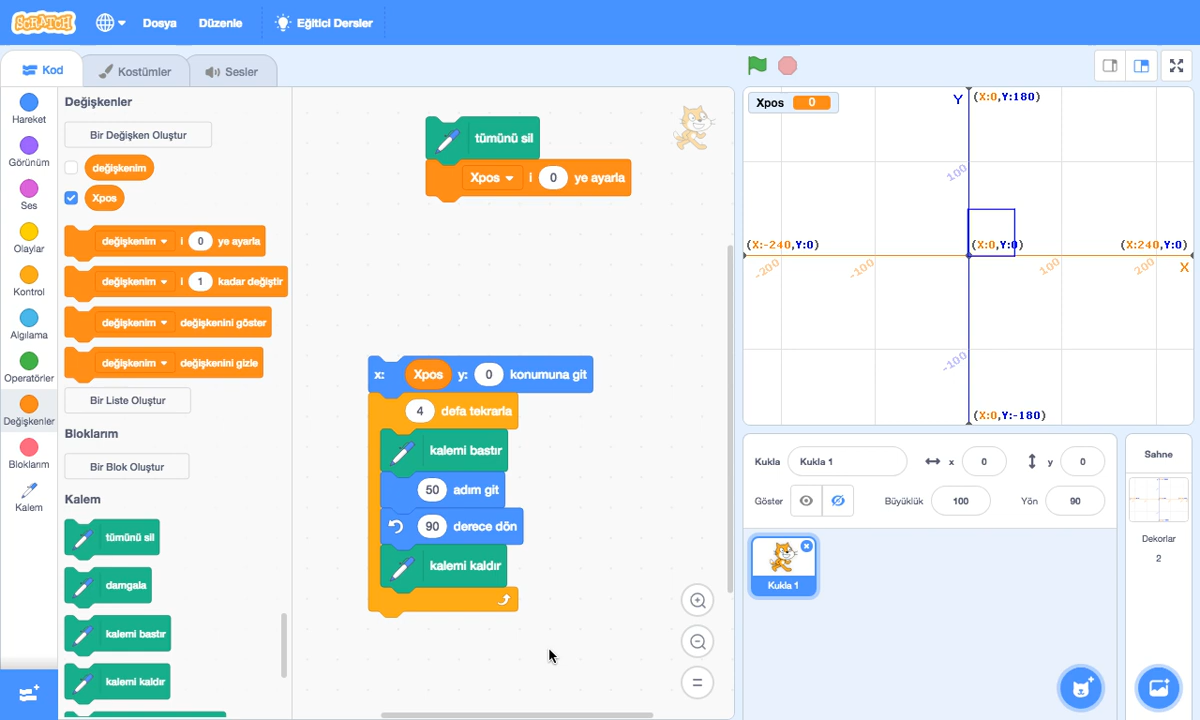 SCRATCH
Dosya
Düzenle
Eğitici Dersler
Kod
Kostümler
Sesler
Hareket
Görünüm
Ses
Olaylar
Kontrol
Algılama
Operatörler
Değişkenler
Bloklarım
Kalem
Değişkenler
Bir Değişken Oluştur
değişkenim
Xpos
değişkenim i 0 ye ayarla
değişkenim i 1 kadar değiştir
değişkenim değişkenini göster
değişkenim değişkenini gizle
Bir Liste Oluştur
Bloklarım
Bir Blok Oluştur
Kalem
tümünü sil
damgala
kalemi bastır
kalemi kaldır
tümünü sil
Xpos i 0 ye ayarla
x: Xpos y: 0 konumuna git
4 defa tekrarla
kalemi bastır
50 adım git
90 derece dön
kalemi kaldır
Xpos 0
Y (X:0,Y:180)
100
(X:-240,Y:0) (X:0,Y:0) (X:240,Y:0)
-200 -100 100 200 X
-100
(X:0,Y:-180)
Kukla Kukla 1 x 0 y 0
Göster Büyüklük 100 Yön 90
Kukla 1
Sahne
Dekorlar
2